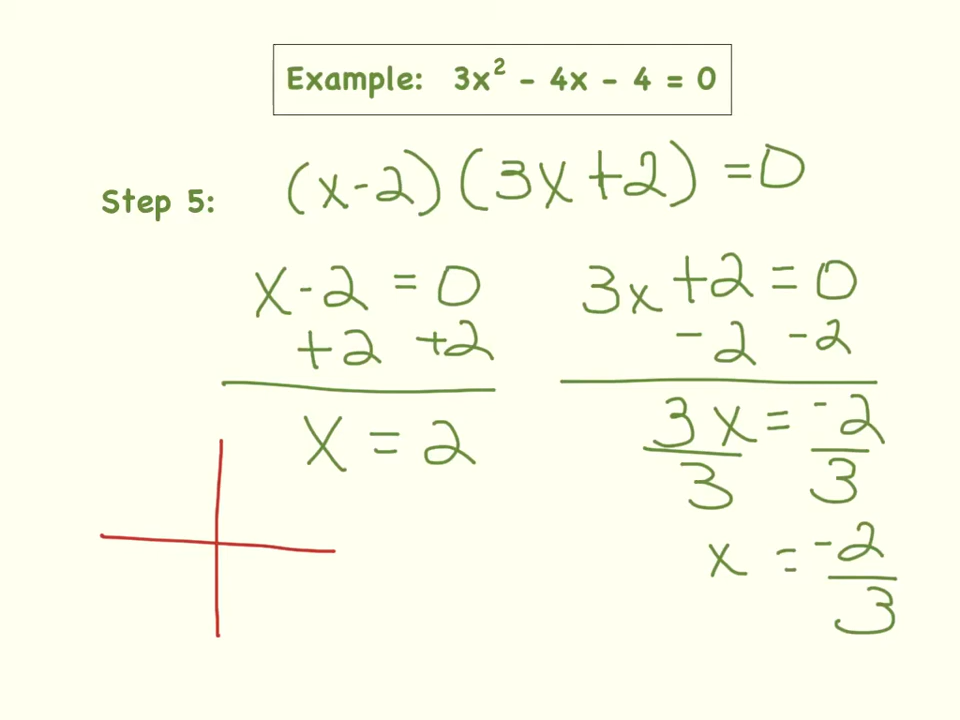 Example: 3x² - 4x - 4 = 0
Step 5: (x-2)(3x+2)=0
x-2=0
+2 +2
x=2
3x+2=0
-2 -2
3x/3=-2/3
x=-2/3